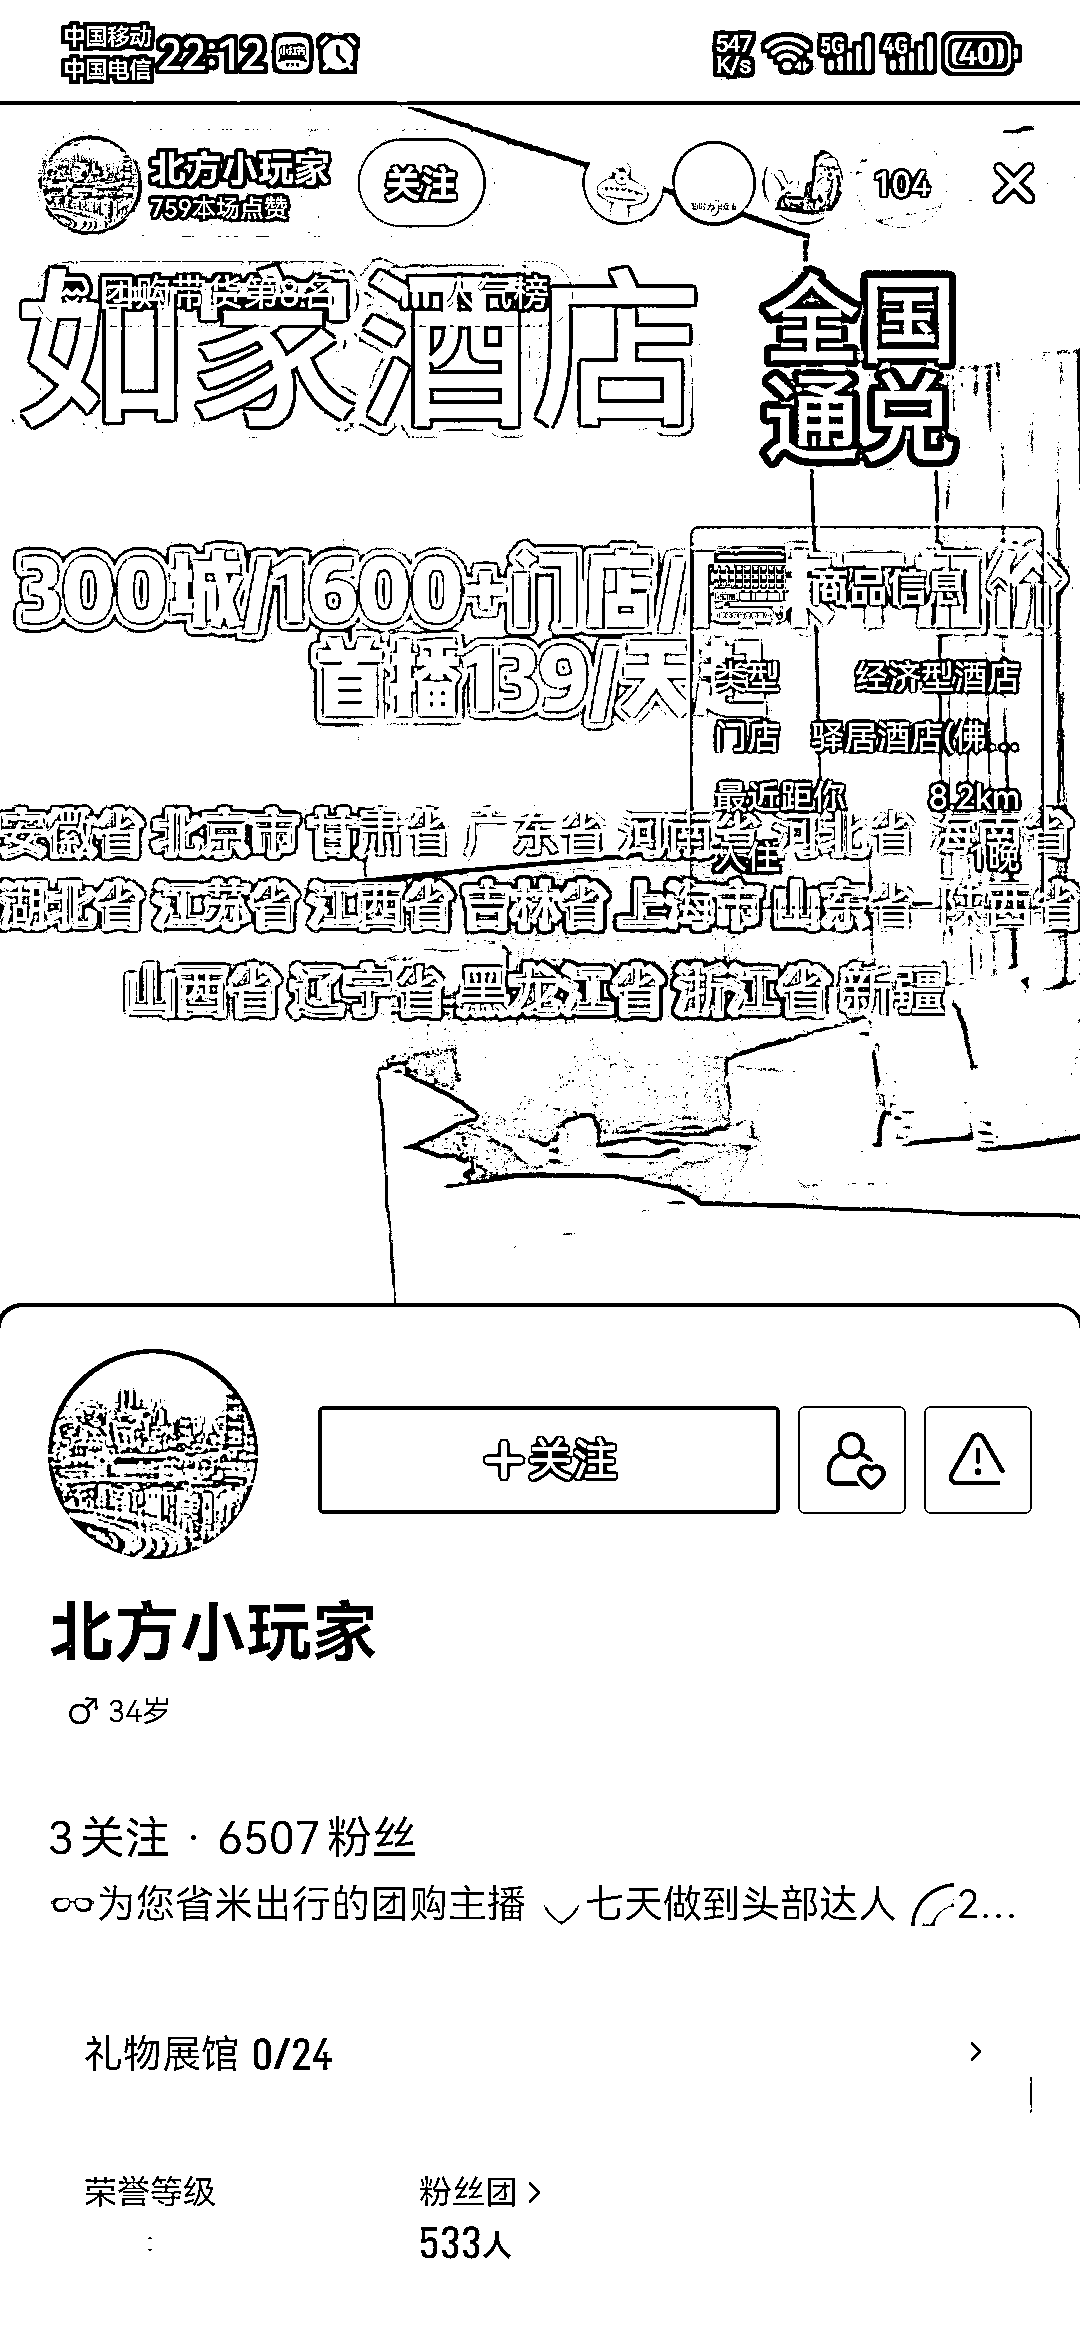 中国移动
中国电信
22:12
547
K/s
5G
4G
40
北方小玩家
759本场点赞
关注
104
团购带货第8名
人气榜
如家酒店
全国
通兑
300城/1600+门店/
首播139/天起
商品信息
类型 经济型酒店
门店 驿居酒店(佛...
最近距你 8.2km
入住 1晚
安徽省 北京市 甘肃省 广东省 河南省 河北省 海南省
湖北省 江苏省 江西省 吉林省 上海市 山东省 陕西省
山西省 辽宁省 黑龙江省 浙江省 新疆
+关注
北方小玩家
♂ 34岁
3关注 · 6507粉丝
为您省米出行的团购主播 七天做到头部达人 2...
礼物展馆 0/24
荣誉等级
粉丝团 >
533人